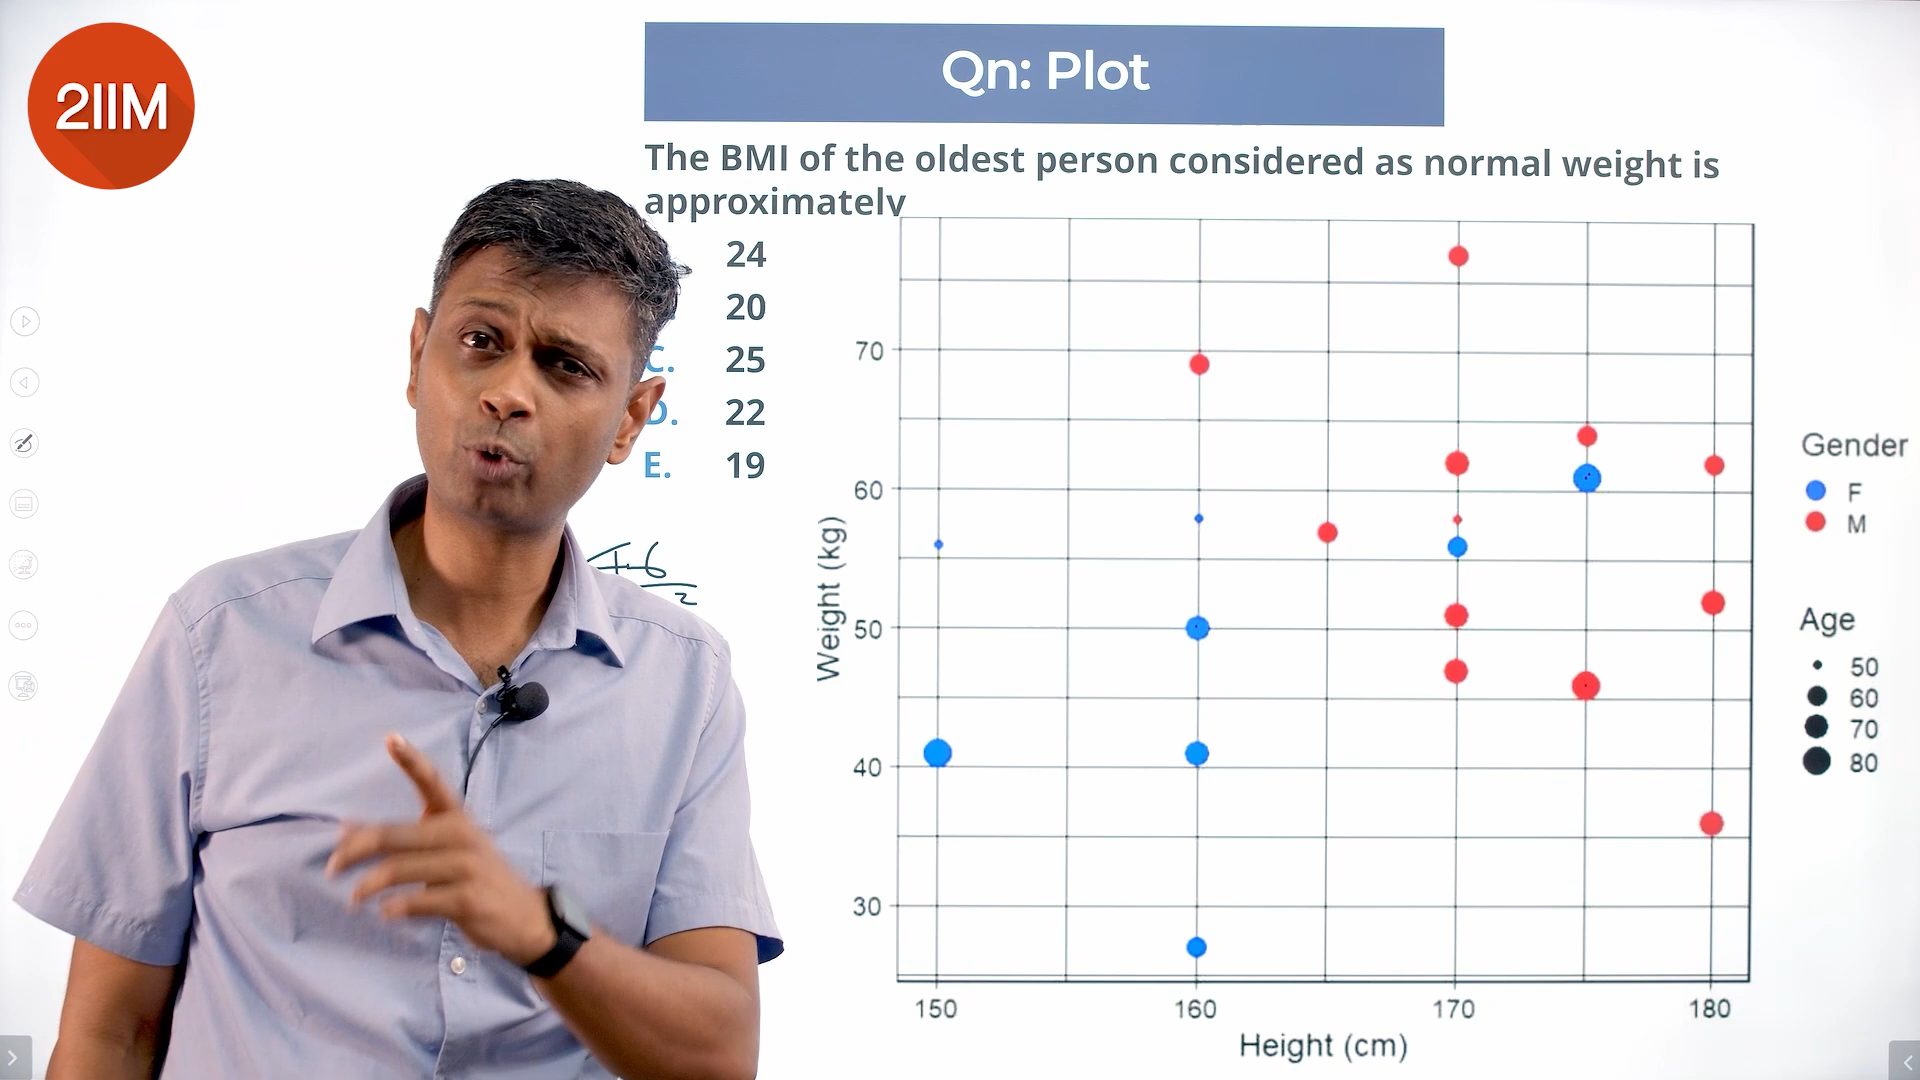 2IIM
Qn: Plot
The BMI of the oldest person considered as normal weight is
approximately
24
20
C. 25
D. 22
E. 19
70
60
50
40
30
Weight (kg)
150 160 170 180
Height (cm)
Gender
F
M
Age
50
60
70
80